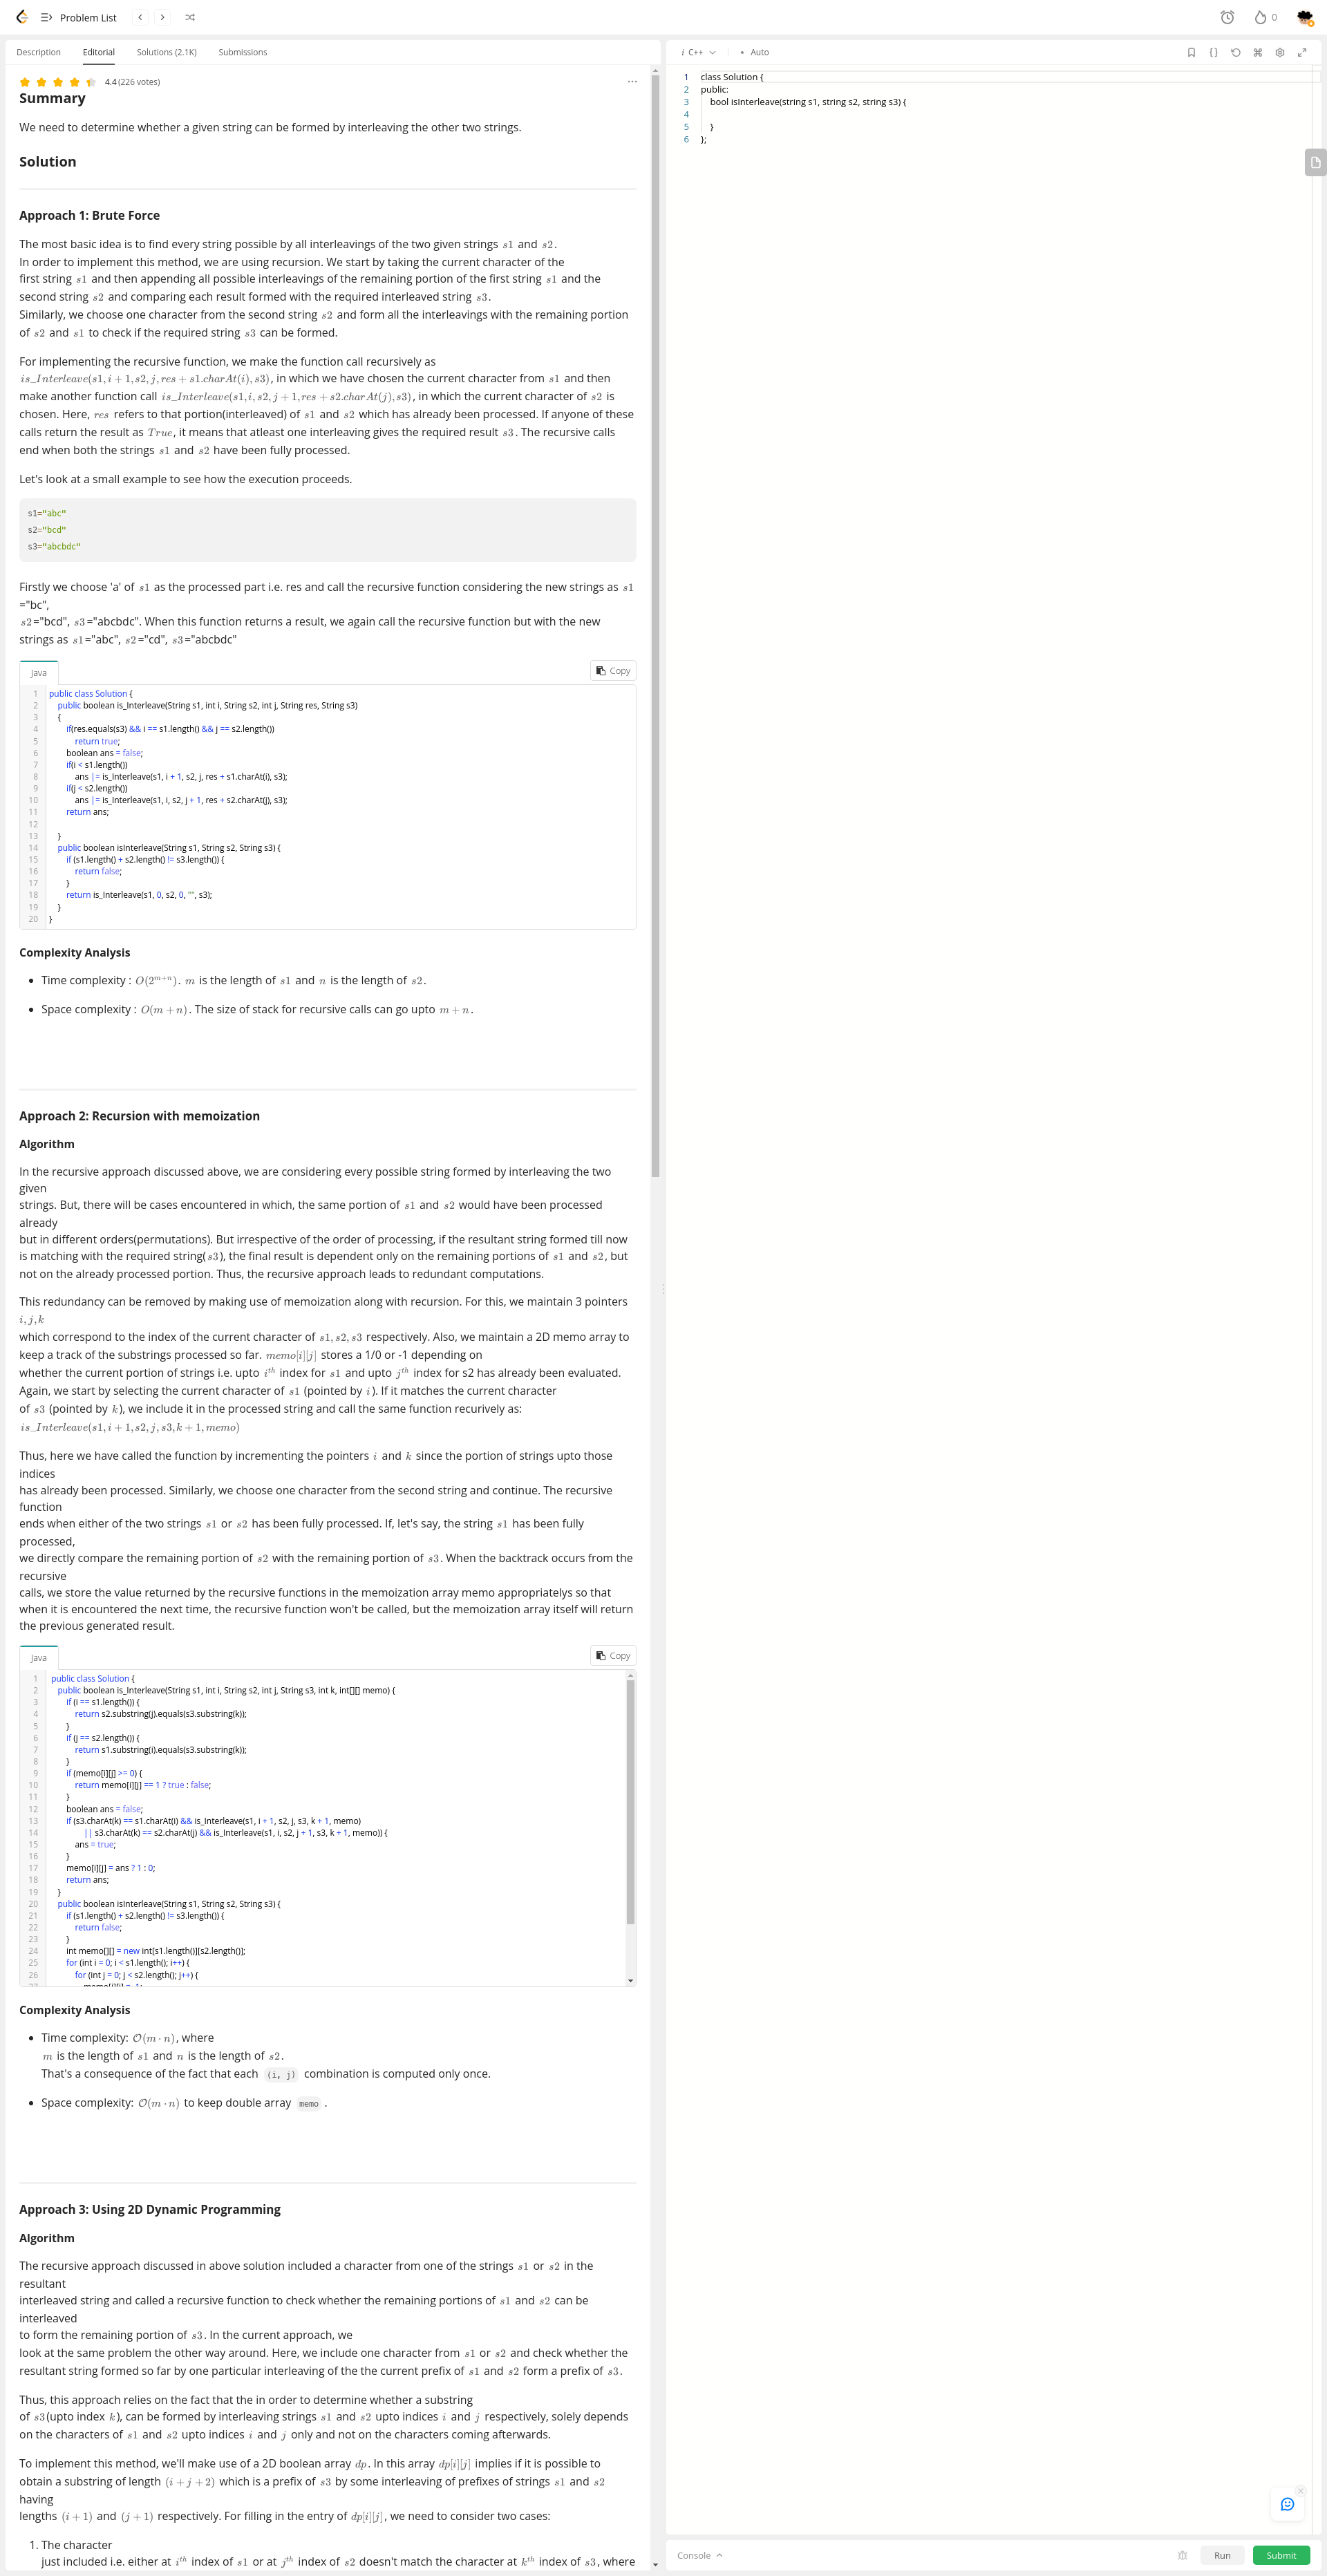 Problem List
0
Description Editorial Solutions (2.1K) Submissions
4.4 (226 votes)
Summary
We need to determine whether a given string can be formed by interleaving the other two strings.
Solution
Approach 1: Brute Force
The most basic idea is to find every string possible by all interleavings of the two given strings s1 and s2.
In order to implement this method, we are using recursion. We start by taking the current character of the
first string s1 and then appending all possible interleavings of the remaining portion of the first string s1 and the
second string s2 and comparing each result formed with the required interleaved string s3.
Similarly, we choose one character from the second string s2 and form all the interleavings with the remaining portion
of s2 and s1 to check if the required string s3 can be formed.
For implementing the recursive function, we make the function call recursively as
is_Interleave(s1, i + 1, s2, j, res + s1.charAt(i), s3), in which we have chosen the current character from s1 and then
make another function call is_Interleave(s1, i, s2, j + 1, res + s2.charAt(j), s3), in which the current character of s2 is
chosen. Here, res refers to that portion(interleaved) of s1 and s2 which has already been processed. If anyone of these
calls return the result as True, it means that atleast one interleaving gives the required result s3. The recursive calls
end when both the strings s1 and s2 have been fully processed.
Let's look at a small example to see how the execution proceeds.
s1="abc"
s2="bcd"
s3="abcbdc"
Firstly we choose 'a' of s1 as the processed part i.e. res and call the recursive function considering the new strings as s1
="bc",
s2="bcd", s3="abcbdc". When this function returns a result, we again call the recursive function but with the new
strings as s1="abc", s2="cd", s3="abcbdc"
Java
Copy
1 public class Solution {
2 public boolean is_Interleave(String s1, int i, String s2, int j, String res, String s3)
3 {
4 if(res.equals(s3) && i == s1.length() && j == s2.length())
5 return true;
6 boolean ans = false;
7 if(i < s1.length())
8 ans |= is_Interleave(s1, i + 1, s2, j, res + s1.charAt(i), s3);
9 if(j < s2.length())
10 ans |= is_Interleave(s1, i, s2, j + 1, res + s2.charAt(j), s3);
11 return ans;
12
13 }
14 public boolean isInterleave(String s1, String s2, String s3) {
15 if (s1.length() + s2.length() != s3.length()) {
16 return false;
17 }
18 return is_Interleave(s1, 0, s2, 0, "", s3);
19 }
20 }
Complexity Analysis
• Time complexity : O(2^{m+n}). m is the length of s1 and n is the length of s2.
• Space complexity : O(m + n). The size of stack for recursive calls can go upto m + n.
Approach 2: Recursion with memoization
Algorithm
In the recursive approach discussed above, we are considering every possible string formed by interleaving the two
given
strings. But, there will be cases encountered in which, the same portion of s1 and s2 would have been processed
already
but in different orders(permutations). But irrespective of the order of processing, if the resultant string formed till now
is matching with the required string(s3), the final result is dependent only on the remaining portions of s1 and s2, but
not on the already processed portion. Thus, the recursive approach leads to redundant computations.
This redundancy can be removed by making use of memoization along with recursion. For this, we maintain 3 pointers
i, j, k
which correspond to the index of the current character of s1, s2, s3 respectively. Also, we maintain a 2D memo array to
keep a track of the substrings processed so far. memo[i][j] stores a 1/0 or -1 depending on
whether the current portion of strings i.e. upto i^{th} index for s1 and upto j^{th} index for s2 has already been evaluated.
Again, we start by selecting the current character of s1 (pointed by i). If it matches the current character
of s3 (pointed by k), we include it in the processed string and call the same function recurively as:
is_Interleave(s1, i + 1, s2, j, s3, k + 1, memo)
Thus, here we have called the function by incrementing the pointers i and k since the portion of strings upto those
indices
has already been processed. Similarly, we choose one character from the second string and continue. The recursive
function
ends when either of the two strings s1 or s2 has been fully processed. If, let's say, the string s1 has been fully
processed,
we directly compare the remaining portion of s2 with the remaining portion of s3. When the backtrack occurs from the
recursive
calls, we store the value returned by the recursive functions in the memoization array memo appropriatelys so that
when it is encountered the next time, the recursive function won't be called, but the memoization array itself will return
the previous generated result.
Java
Copy
1 public class Solution {
2 public boolean is_Interleave(String s1, int i, String s2, int j, String s3, int k, int[][] memo) {
3 if (i == s1.length()) {
4 return s2.substring(j).equals(s3.substring(k));
5 }
6 if (j == s2.length()) {
7 return s1.substring(i).equals(s3.substring(k));
8 }
9 if (memo[i][j] >= 0) {
10 return memo[i][j] == 1 ? true : false;
11 }
12 boolean ans = false;
13 if (s3.charAt(k) == s1.charAt(i) && is_Interleave(s1, i + 1, s2, j, s3, k + 1, memo)
14 || s3.charAt(k) == s2.charAt(j) && is_Interleave(s1, i, s2, j + 1, s3, k + 1, memo)) {
15 ans = true;
16 }
17 memo[i][j] = ans ? 1 : 0;
18 return ans;
19 }
20 public boolean isInterleave(String s1, String s2, String s3) {
21 if (s1.length() + s2.length() != s3.length()) {
22 return false;
23 }
24 int memo[][] = new int[s1.length()][s2.length()];
25 for (int i = 0; i < s1.length(); i++) {
26 for (int j = 0; j < s2.length(); j++) {
Complexity Analysis
• Time complexity: O(m · n), where
m is the length of s1 and n is the length of s2.
That's a consequence of the fact that each (i, j) combination is computed only once.
• Space complexity: O(m · n) to keep double array memo .
Approach 3: Using 2D Dynamic Programming
Algorithm
The recursive approach discussed in above solution included a character from one of the strings s1 or s2 in the
resultant
interleaved string and called a recursive function to check whether the remaining portions of s1 and s2 can be
interleaved
to form the remaining portion of s3. In the current approach, we
look at the same problem the other way around. Here, we include one character from s1 or s2 and check whether the
resultant string formed so far by one particular interleaving of the the current prefix of s1 and s2 form a prefix of s3.
Thus, this approach relies on the fact that the in order to determine whether a substring
of s3(upto index k), can be formed by interleaving strings s1 and s2 upto indices i and j respectively, solely depends
on the characters of s1 and s2 upto indices i and j only and not on the characters coming afterwards.
To implement this method, we'll make use of a 2D boolean array dp. In this array dp[i][j] implies if it is possible to
obtain a substring of length (i + j + 2) which is a prefix of s3 by some interleaving of prefixes of strings s1 and s2
having
lengths (i + 1) and (j + 1) respectively. For filling in the entry of dp[i][j], we need to consider two cases:
1. The character
just included i.e. either at i^{th} index of s1 or at j^{th} index of s2 doesn't match the character at k^{th} index of s3, where
i C++ • Auto
1 class Solution {
2 public:
3 bool isInterleave(string s1, string s2, string s3) {
4
5 }
6 };
Console
Run
Submit